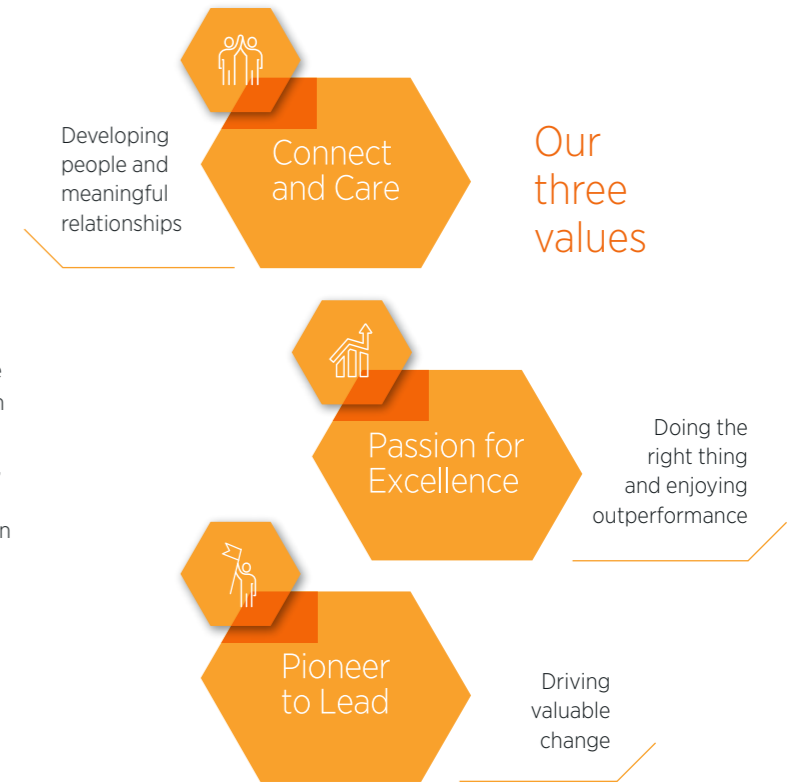 Our
three
values
Developing
people and
meaningful
relationships
Connect
and Care
Passion for
Excellence
Doing the
right thing
and enjoying
outperformance
Pioneer
to Lead
Driving
valuable
change